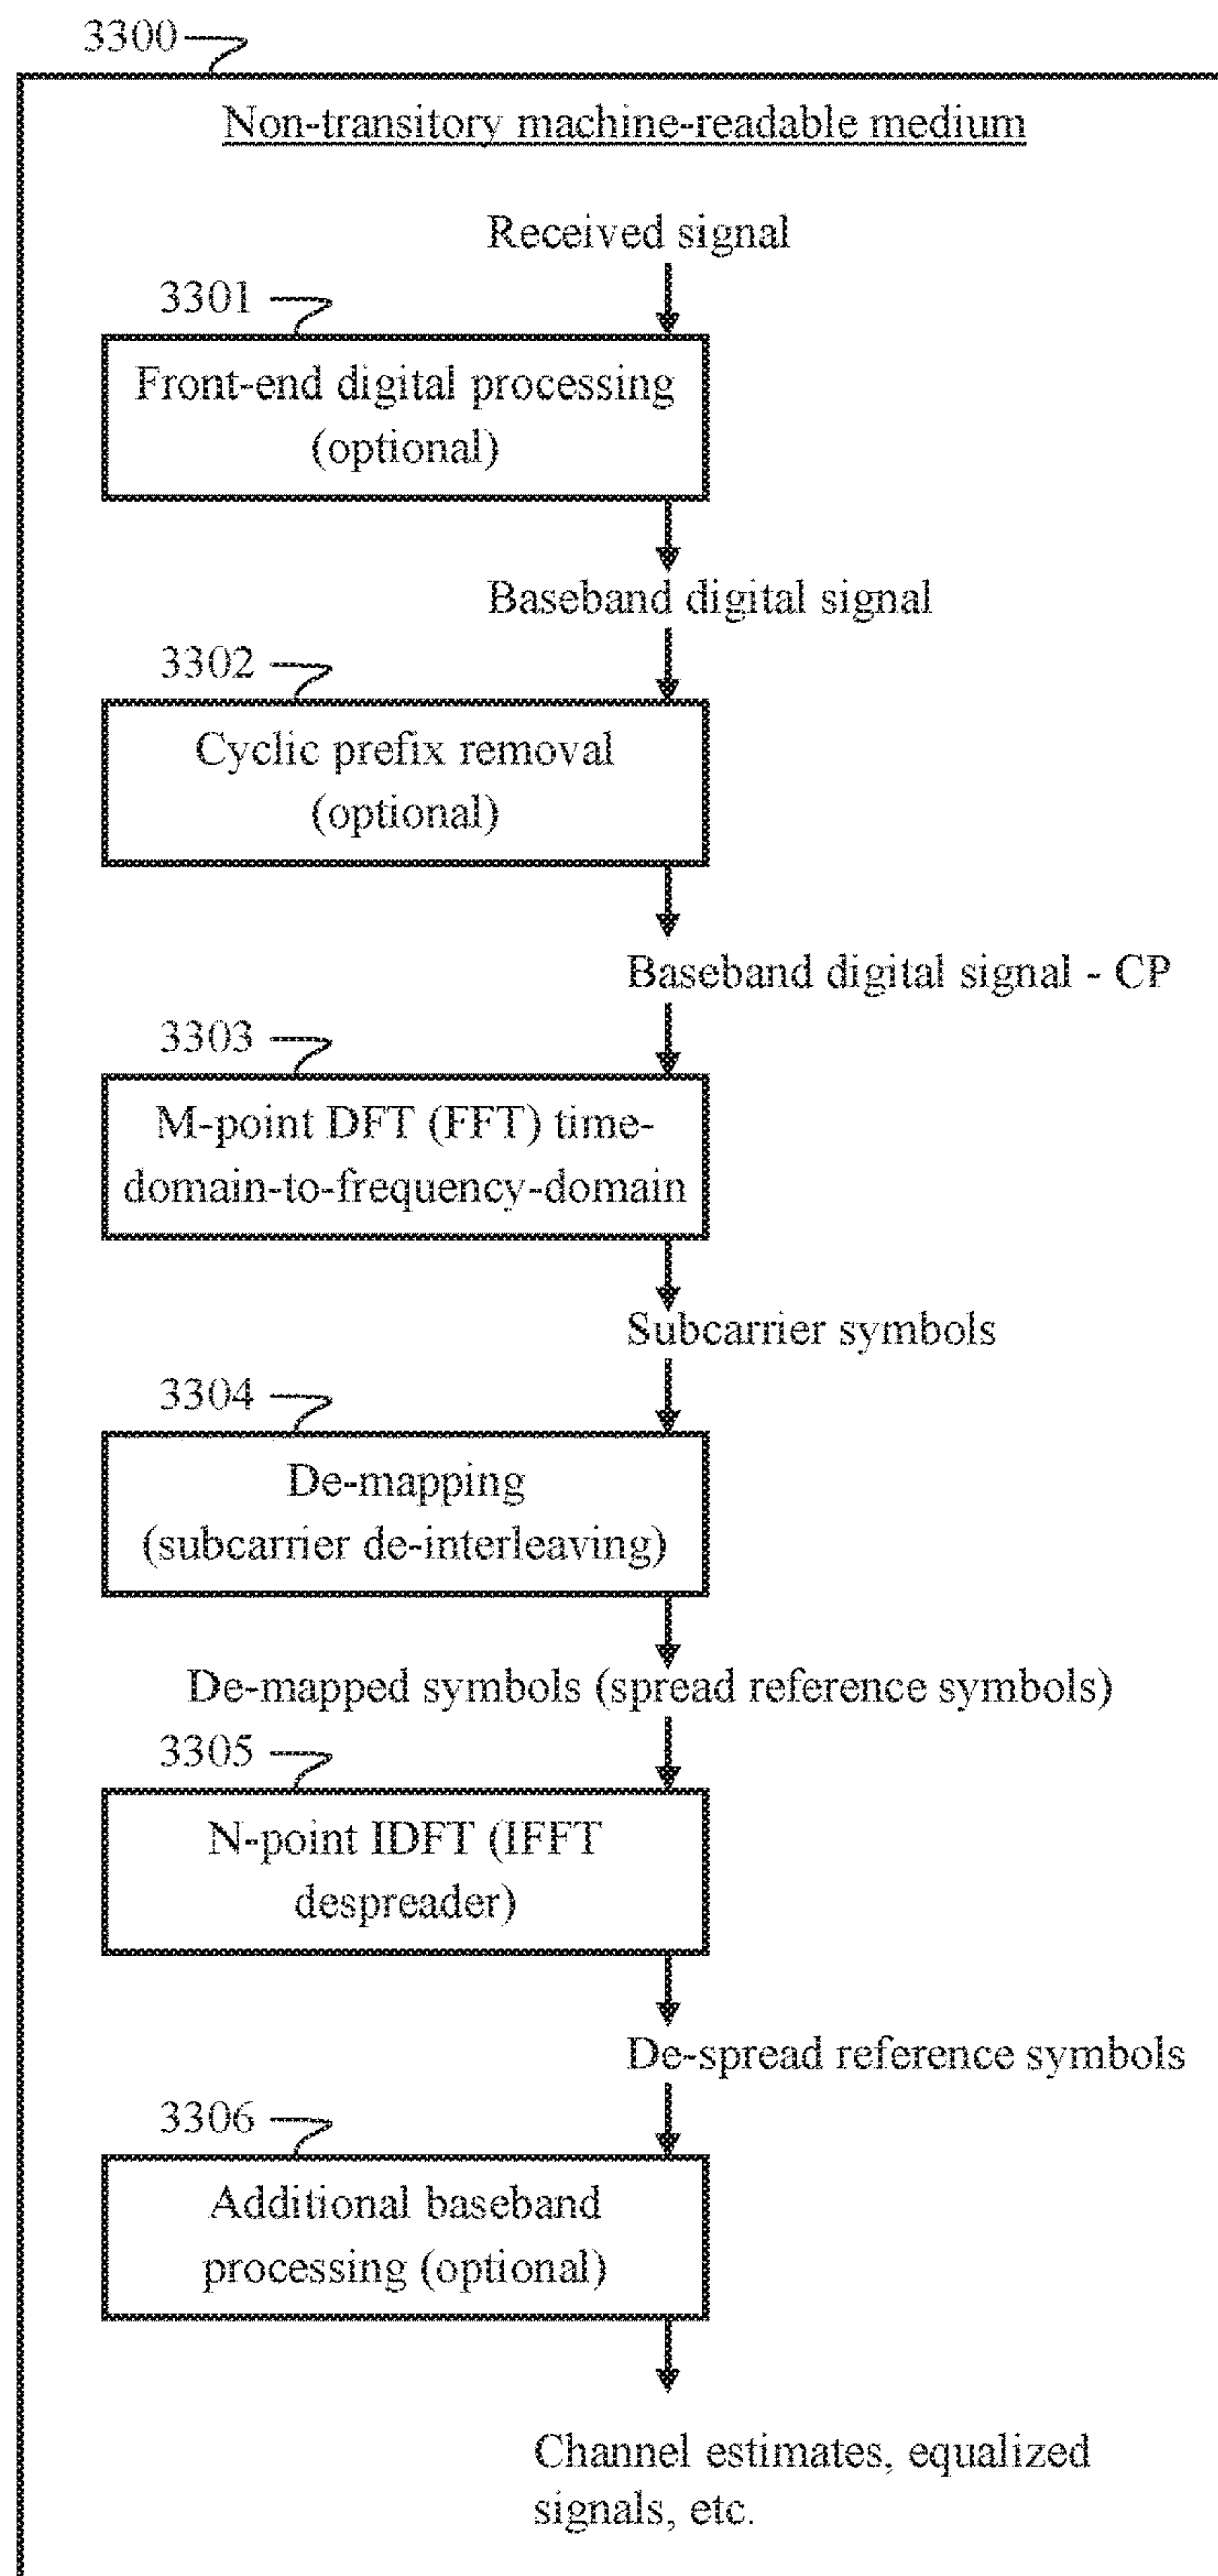 3300
Non-transitory machine-readable medium
Received signal
3301
Front-end digital processing
(optional)
Baseband digital signal
3302
Cyclic prefix removal
(optional)
Baseband digital signal - CP
3303
M-point DFT (FFT) time-
domain-to-frequency-domain
Subcarrier symbols
3304
De-mapping
(subcarrier de-interleaving)
De-mapped symbols (spread reference symbols)
3305
N-point IDFT (IFFT
despreader)
De-spread reference symbols
3306
Additional baseband
processing (optional)
Channel estimates, equalized
signals, etc.